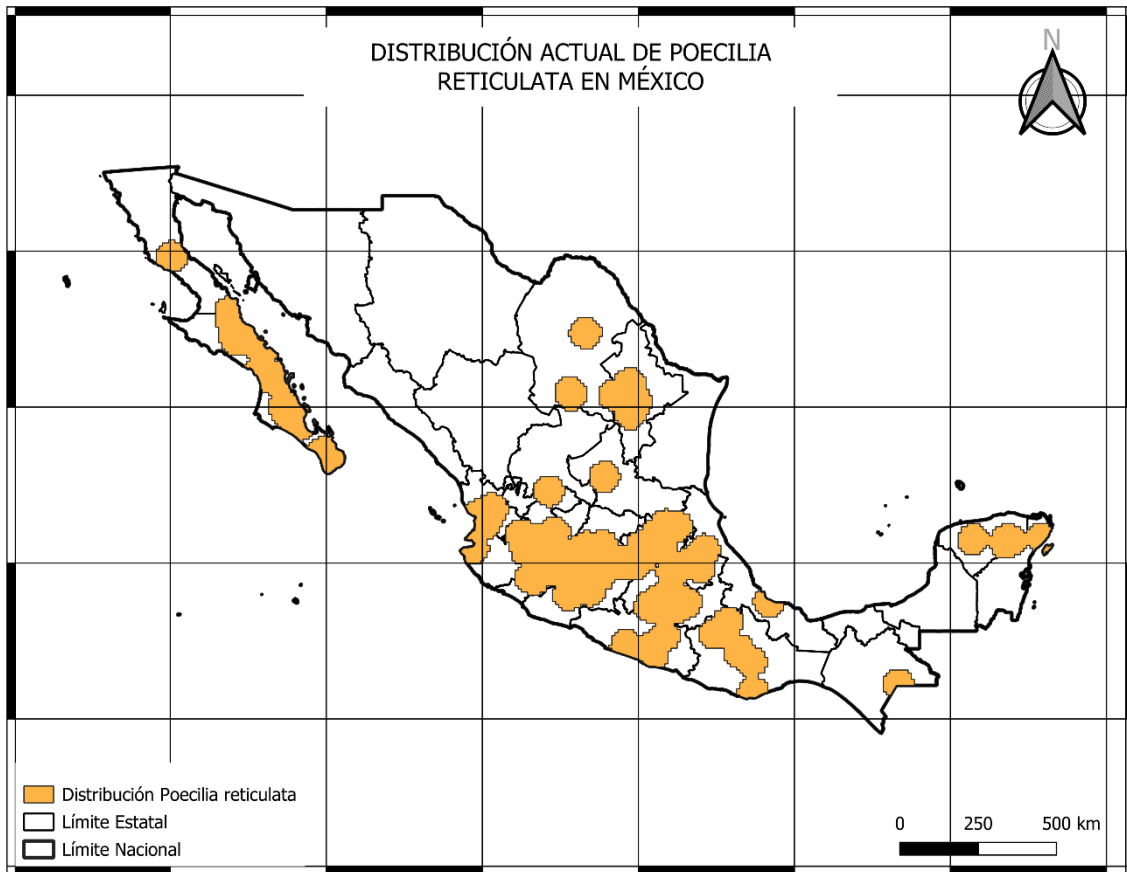 DISTRIBUCIÓN ACTUAL DE POECILIA
RETICULATA EN MÉXICO
N
Distribución Poecilia reticulata
Límite Estatal
Límite Nacional
0 250 500 km